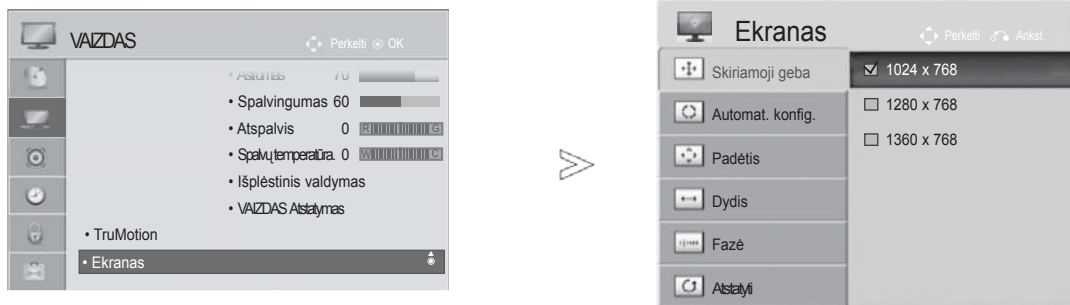 VAIZDAS
Perkelti OK
• Aštrumas 70
• Spalvingumas 60
• Atspalvis 0 R G
• Spalvų temperatūra. 0 W C
• Išplėstinis valdymas
• VAIZDAS Atstatymas
• TruMotion
• Ekranas
Ekranas
Perkelti Ankst.
Skiriamoji geba
1024 x 768
Automat. konfig.
1280 x 768
1360 x 768
Padėtis
Dydis
Fazė
Atstatyti